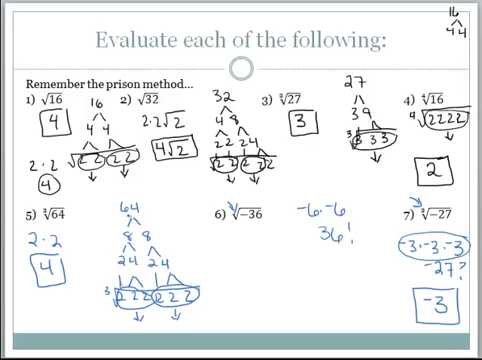 16
4 4
Evaluate each of the following:
Remember the prison method...
1) √16
4
2 · 2
4
16
4 4
√2 2 2 2
2) √32
2·2√2
4√2
32
4 8
2 2 2 4
√2 2 2 2 2
3) ∛27
3
27
3 9
3 3 3 3
4) ∜16
4 √2 2 2 2
2
5) ∛64
2 · 2
4
64
8 8
2 4 2 4
3 √2 2 2 2 2 2
6) √-36
-6·-6
36!
7) ∛-27
-3·-3·-3
-27?
-3